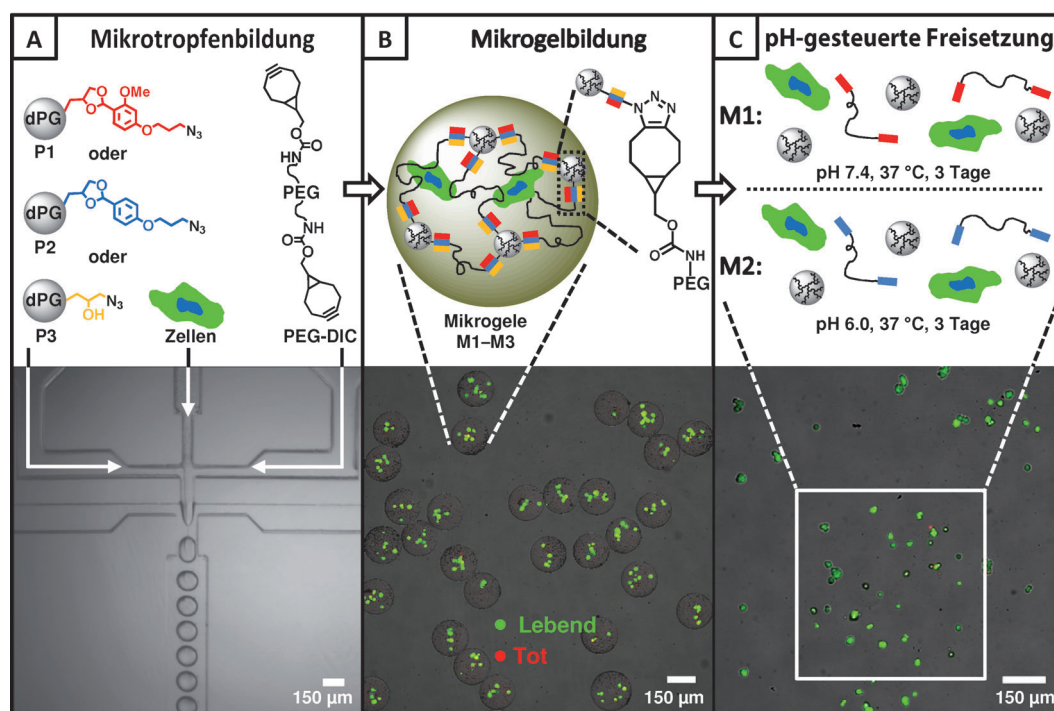 A
Mikrotropfenbildung
dPG
OMe
O
O
O
N₃
P1
oder
dPG
O
O
O
N₃
P2
oder
dPG
N₃
OH
P3
Zellen
O
O
HN
PEG
NH
O
O
PEG-DIC
150 µm
B
Mikrogelbildung
N
N
N
O
O
NH
PEG
Mikrogele
M1–M3
Lebend
Tot
150 µm
C
pH-gesteuerte Freisetzung
M1:
pH 7.4, 37 °C, 3 Tage
M2:
pH 6.0, 37 °C, 3 Tage
150 µm